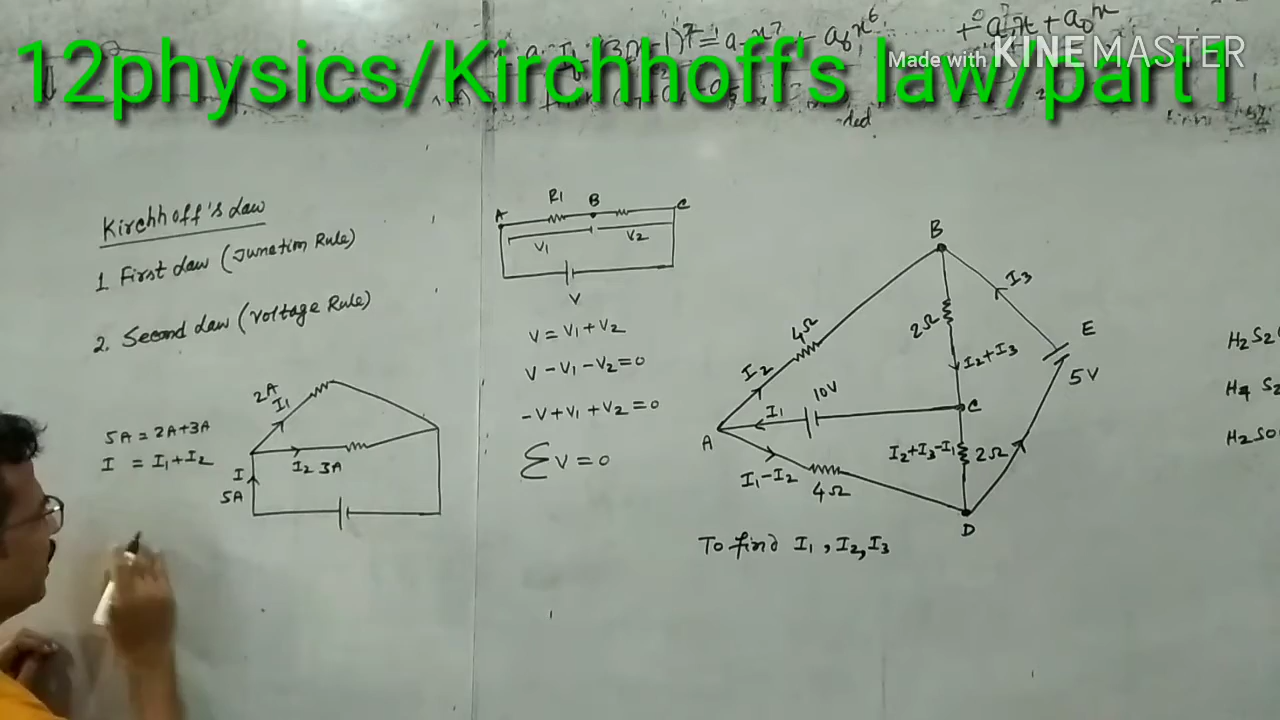 12physics/Kirchhoff's law/part1
Made with KINEMASTER
Kirchhoff's Law
1. First Law (Junction Rule)
2. Second Law (Voltage Rule)
5A = 2A+3A
I = I1+I2
2A
I1
I2 3A
I
5A
R1
A
B
C
V1
V2
V
V = V1+V2
V - V1 - V2 = 0
-V + V1 + V2 = 0
ΣV = 0
B
I3
4Ω
2Ω
E
I2
I2+I3
5V
10V
I1
C
A
I2+I3-I1
2Ω
I1-I2
4Ω
D
To find I1, I2, I3